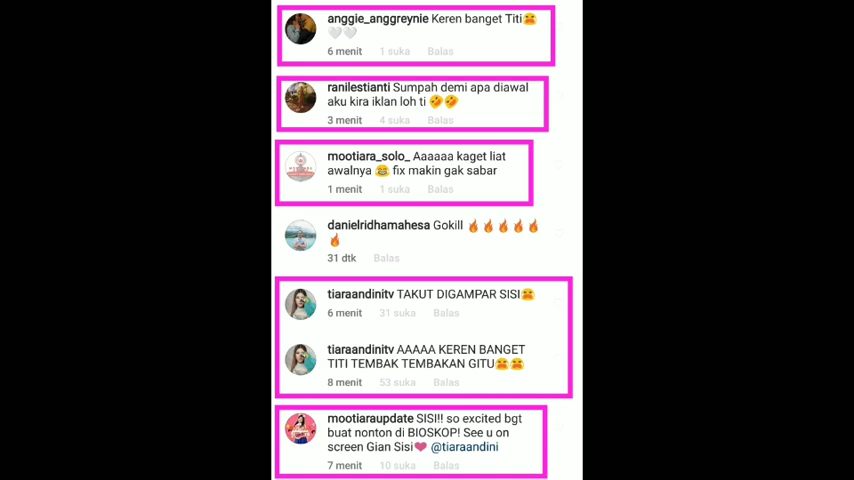 anggie_anggreynie Keren banget Titi😫
🤍🤍
6 menit 1 suka Balas
ranilestianti Sumpah demi apa diawal
aku kira iklan loh ti 🤣🤣
3 menit 4 suka Balas
mootiara_solo_ Aaaaaa kaget liat
awalnya 😂 fix makin gak sabar
1 menit 1 suka Balas
danielridhamahesa Gokill 🔥🔥🔥🔥🔥
🔥
31 dtk Balas
tiaraandinitv TAKUT DIGAMPAR SISI😫
6 menit 31 suka Balas
tiaraandinitv AAAAA KEREN BANGET
TITI TEMBAK TEMBAKAN GITU😫😫
8 menit 53 suka Balas
mootiaraupdate SISI!! so excited bgt
buat nonton di BIOSKOP! See u on
screen Gian Sisi❤ @tiaraandini
7 menit 10 suka Balas